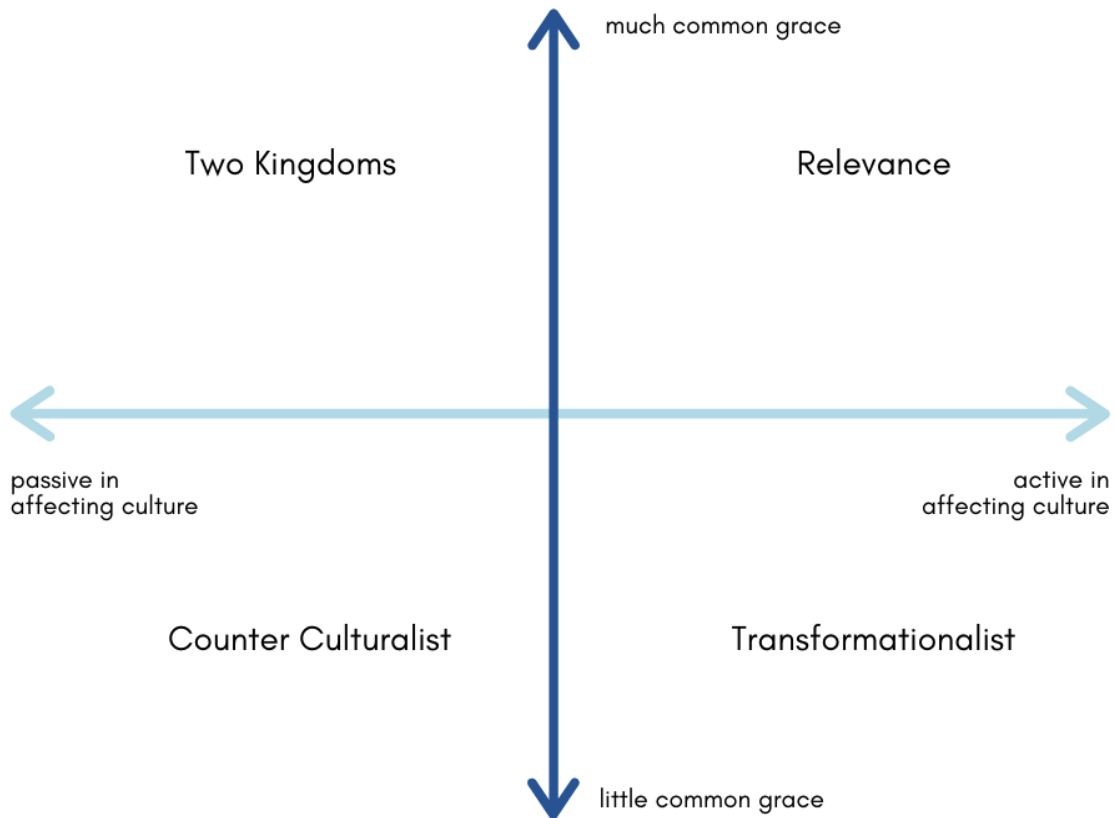 much common grace
Two Kingdoms
Relevance
passive in
affecting culture
active in
affecting culture
Counter Culturalist
Transformationalist
little common grace